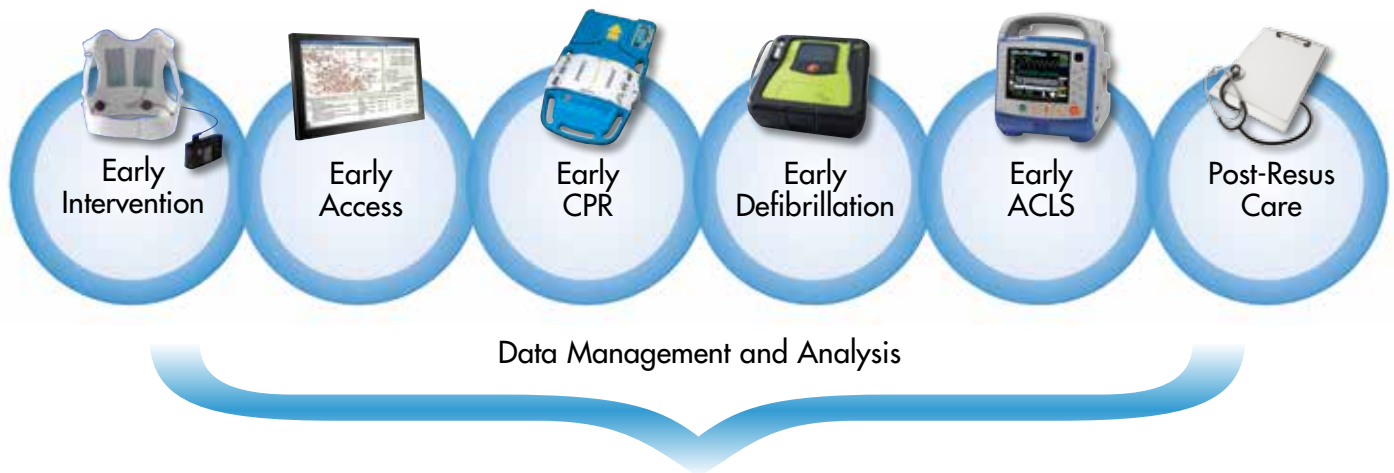 Early
Intervention
Early
Access
Early
CPR
Early
Defibrillation
Early
ACLS
Post-Resus
Care
Data Management and Analysis